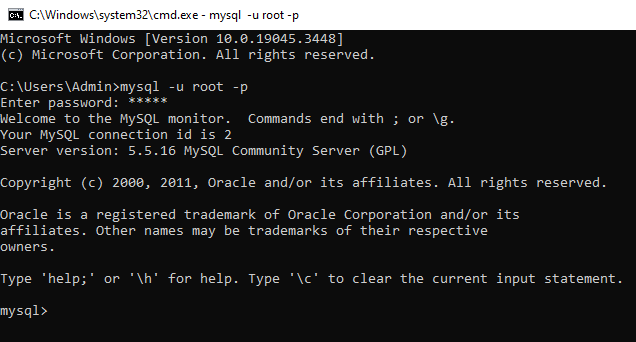 C:\Windows\system32\cmd.exe - mysql -u root -p
Microsoft Windows [Version 10.0.19045.3448]
(c) Microsoft Corporation. All rights reserved.
C:\Users\Admin>mysql -u root -p
Enter password: *****
Welcome to the MySQL monitor.  Commands end with ; or \g.
Your MySQL connection id is 2
Server version: 5.5.16 MySQL Community Server (GPL)
Copyright (c) 2000, 2011, Oracle and/or its affiliates. All rights reserved.
Oracle is a registered trademark of Oracle Corporation and/or its
affiliates. Other names may be trademarks of their respective
owners.
Type 'help;' or '\h' for help. Type '\c' to clear the current input statement.
mysql>